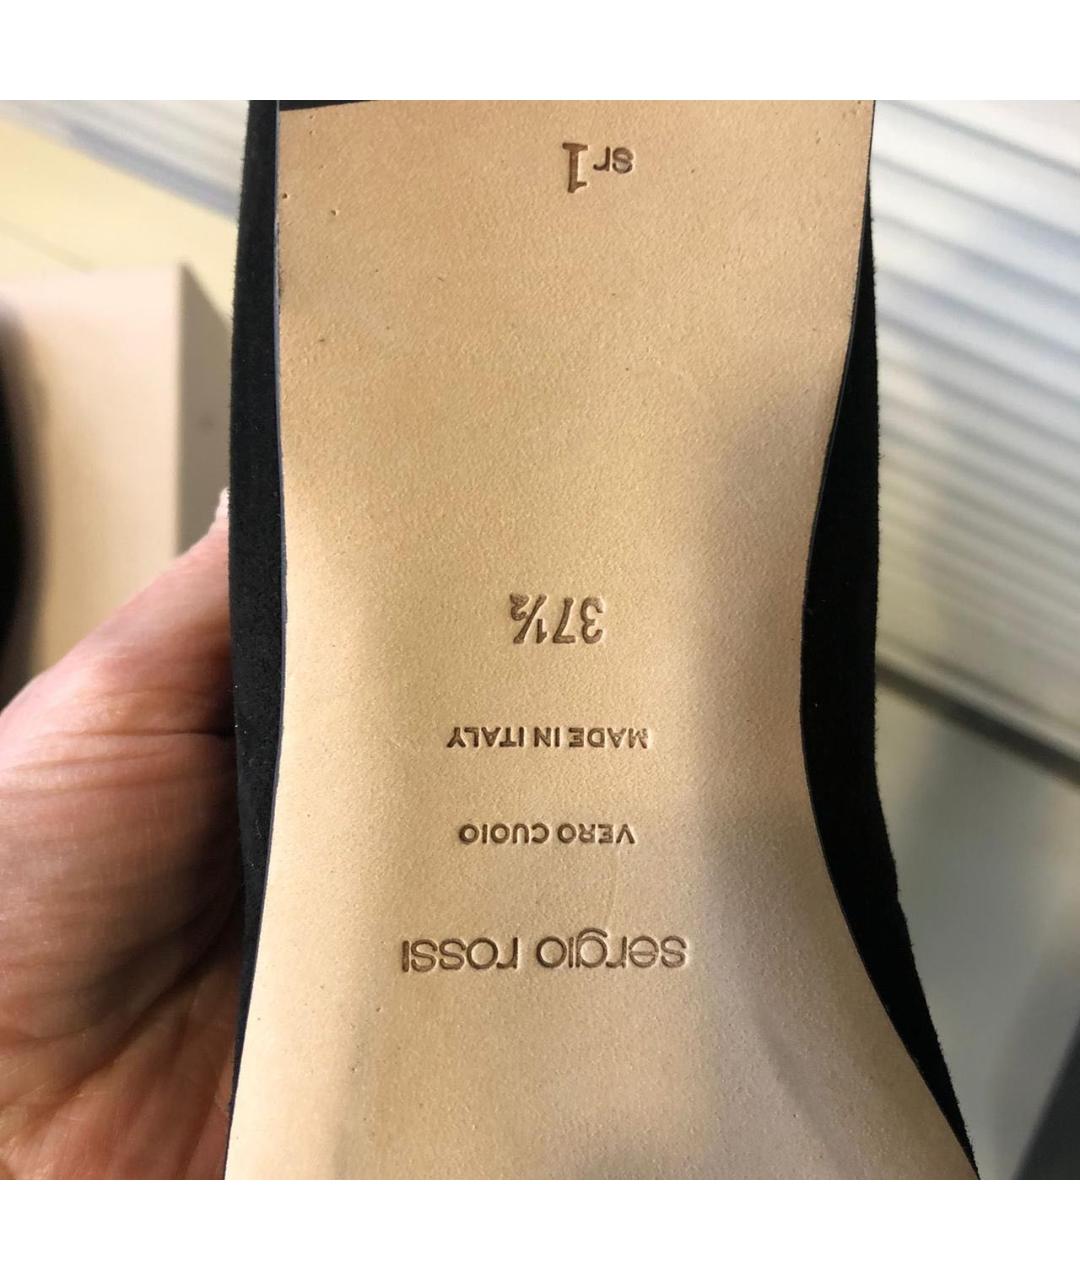 sergio rossi
VERO CUOIO
MADE IN ITALY
37½
sr1